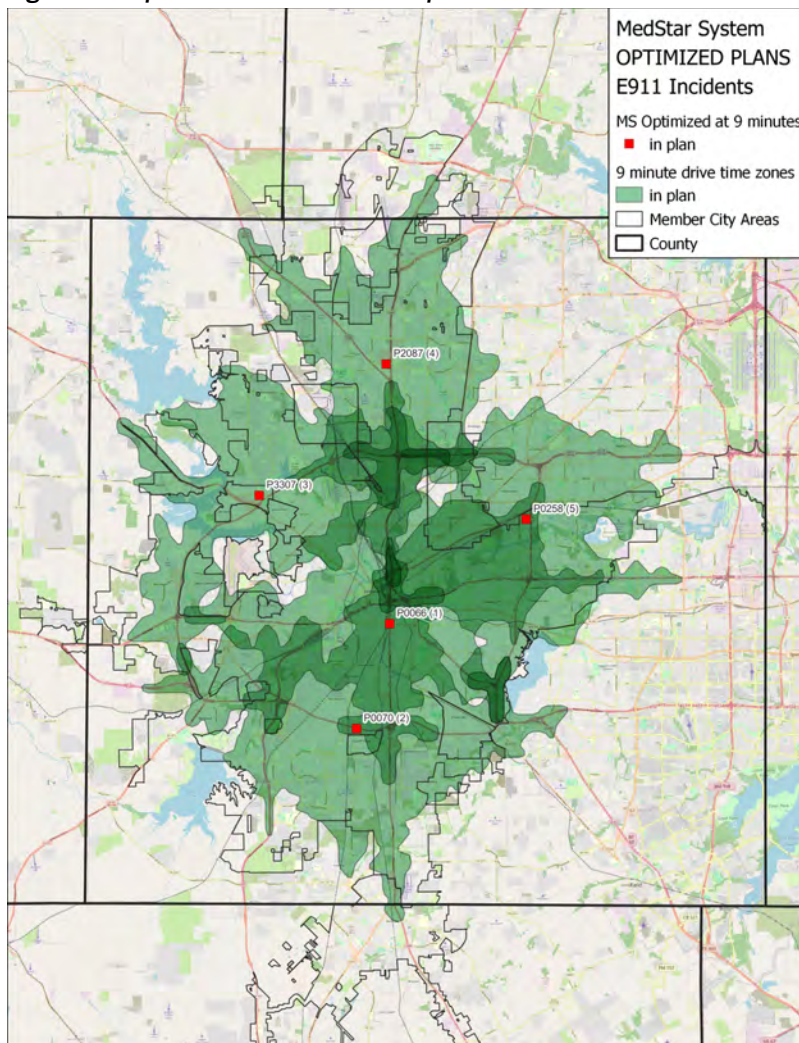 MedStar System
OPTIMIZED PLANS
E911 Incidents
MS Optimized at 9 minutes
in plan
9 minute drive time zones
in plan
Member City Areas
County
P2087 (4)
P3307 (3)
P0258 (5)
P0066 (1)
P0070 (2)